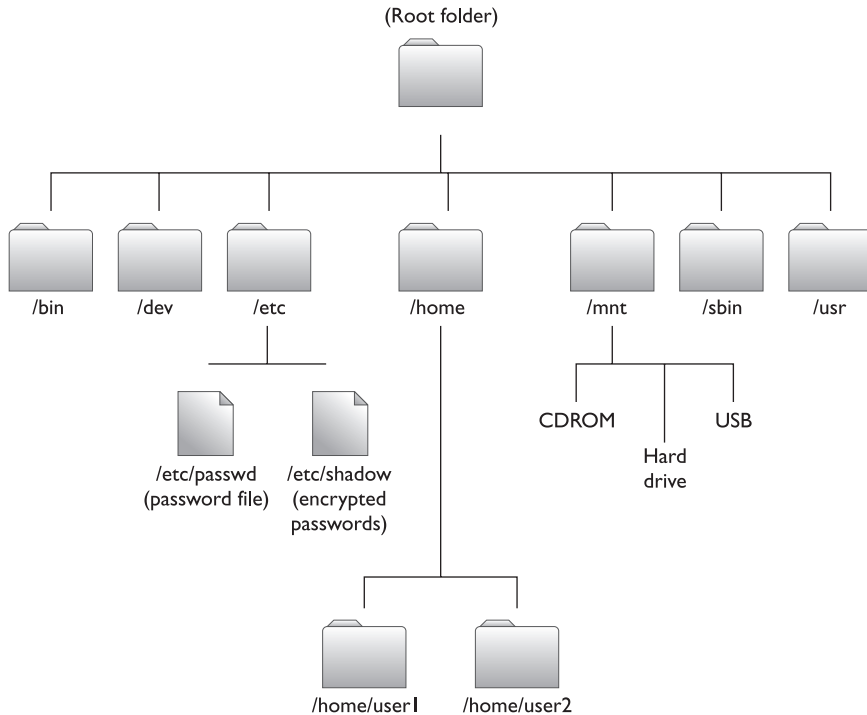 (Root folder)
/bin
/dev
/etc
/home
/mnt
/sbin
/usr
/etc/passwd
(password file)
/etc/shadow
(encrypted
passwords)
CDROM
Hard
drive
USB
/home/user1
/home/user2